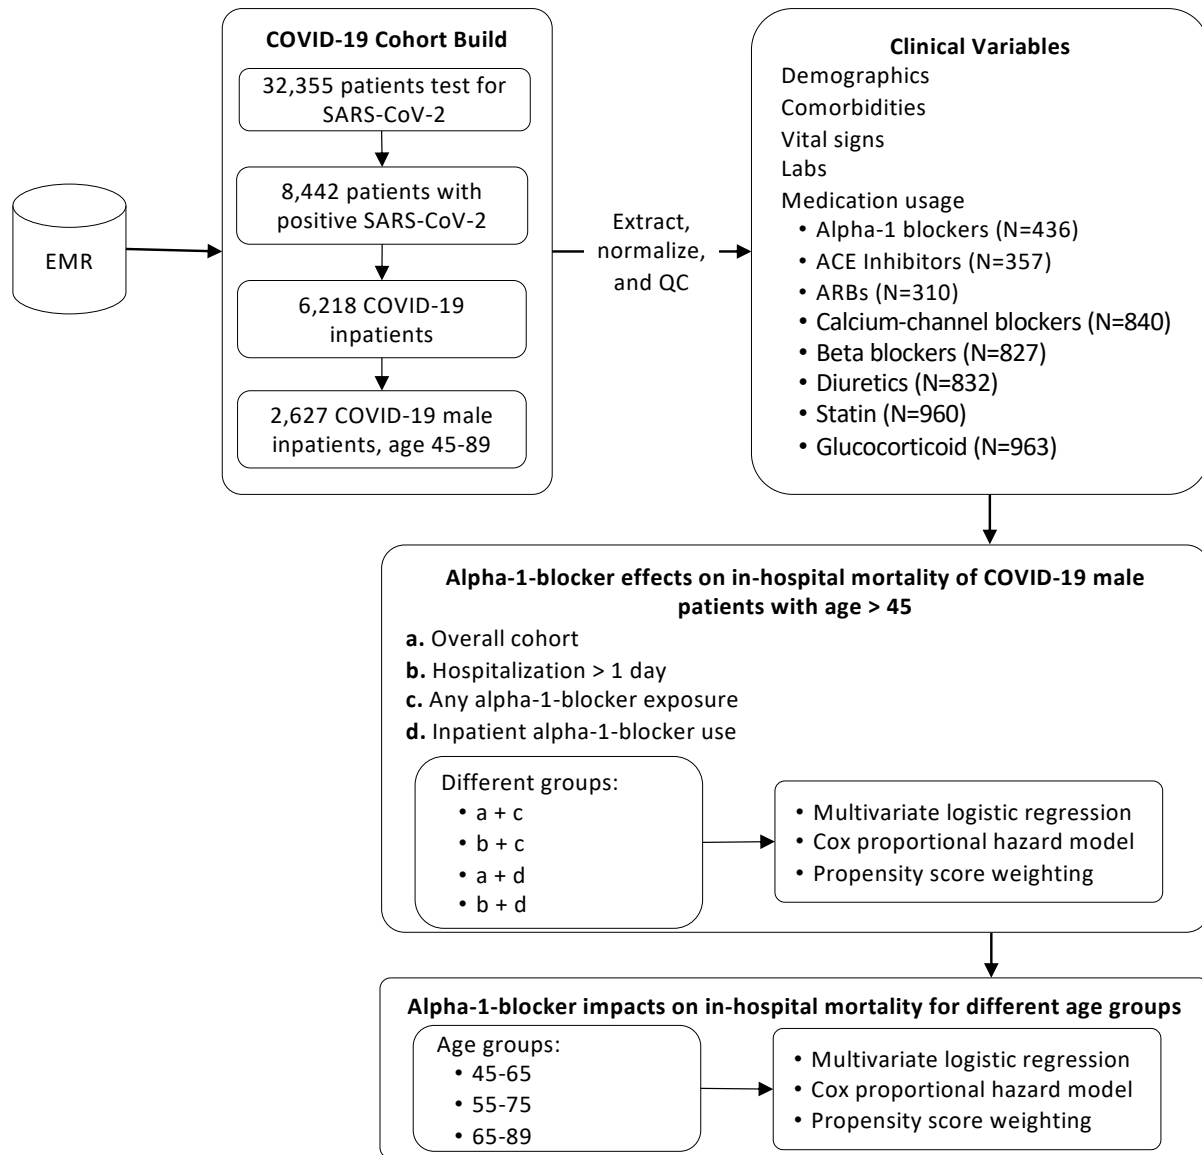 EMR
COVID-19 Cohort Build
32,355 patients test for
SARS-CoV-2
8,442 patients with
positive SARS-CoV-2
6,218 COVID-19
inpatients
2,627 COVID-19 male
inpatients, age 45-89
Extract,
normalize,
and QC
Clinical Variables
Demographics
Comorbidities
Vital signs
Labs
Medication usage
• Alpha-1 blockers (N=436)
• ACE Inhibitors (N=357)
• ARBs (N=310)
• Calcium-channel blockers (N=840)
• Beta blockers (N=827)
• Diuretics (N=832)
• Statin (N=960)
• Glucocorticoid (N=963)
Alpha-1-blocker effects on in-hospital mortality of COVID-19 male
patients with age > 45
a. Overall cohort
b. Hospitalization > 1 day
c. Any alpha-1-blocker exposure
d. Inpatient alpha-1-blocker use
Different groups:
• a + c
• b + c
• a + d
• b + d
• Multivariate logistic regression
• Cox proportional hazard model
• Propensity score weighting
Alpha-1-blocker impacts on in-hospital mortality for different age groups
Age groups:
• 45-65
• 55-75
• 65-89
• Multivariate logistic regression
• Cox proportional hazard model
• Propensity score weighting